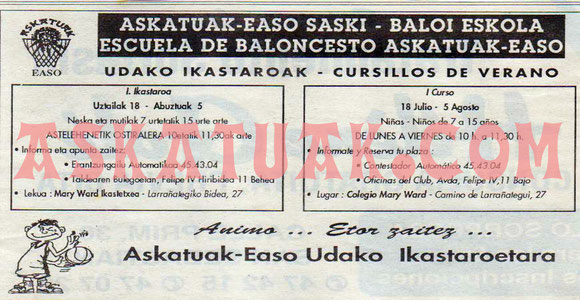 ASKATUAK
EASO
ASKATUAK-EASO SASKI - BALOI ESKOLA
ESCUELA DE BALONCESTO ASKATUAK-EASO
UDAKO IKASTAROAK - CURSILLOS DE VERANO
I. Ikastaroa
Uztailak 18 - Abuztuak 5
Neska eta mutilak 7 urtetatik 15 urte arte
ASTELEHENETIK OSTIRALERA 10etatik 11,30ak arte
• Informa eta apunta zaitez:
• Erantzungailu Automatikoa 45.43.04
• Taldearen Bulegoetan, Felipe IV Hiribidea 11 Behea
• Lekua : Mary Ward Ikastetxea - Larrañategiko Bidea, 27
I Curso
18 Julio - 5 Agosto
Niñas - Niños de 7 a 15 años
DE LUNES A VIERNES de 10 h. a 11,30 h.
• Informate y Reserva tu plaza :
• Contestador Automático 45.43.04
• Oficinas del Club, Avda, Felipe IV,11 Bajo
• Lugar : Colegio Mary Ward - Camino de Larrañategui, 27
ASKATUAK.COM
Animo ... Etor zaitez ...
Askatuak-Easo Udako Ikastaroetara